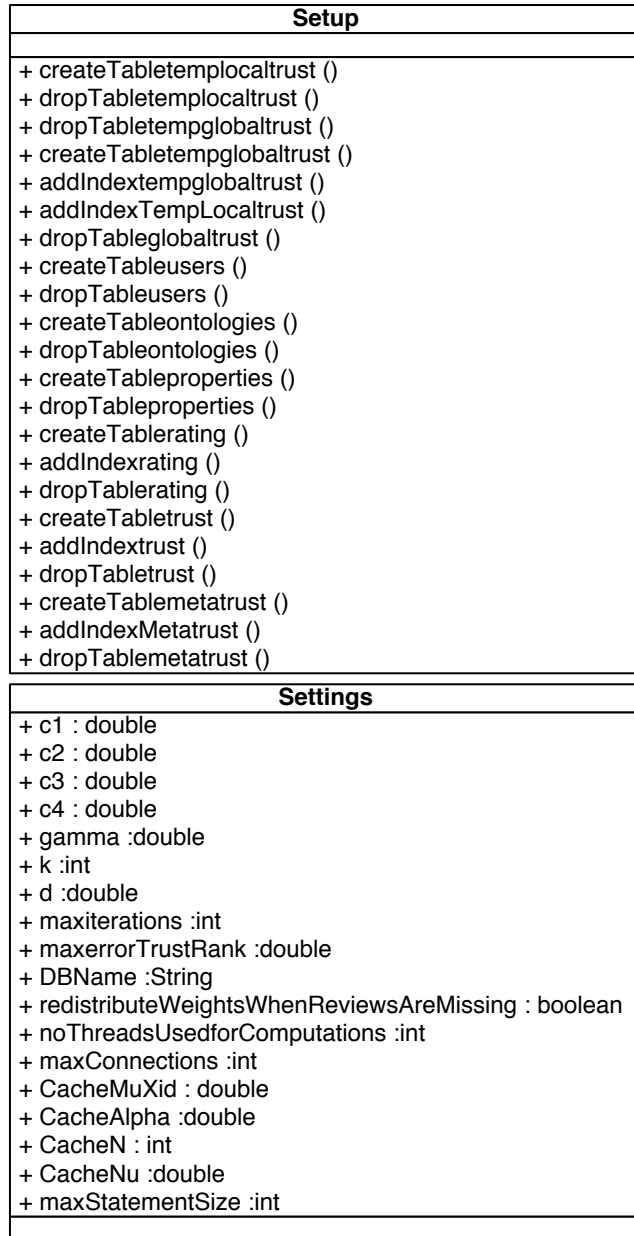 Setup
+ createTabletemplocaltrust ()
+ dropTabletemplocaltrust ()
+ dropTabletempglobaltrust ()
+ createTabletempglobaltrust ()
+ addIndextempglobaltrust ()
+ addIndexTempLocaltrust ()
+ dropTableglobaltrust ()
+ createTableusers ()
+ dropTableusers ()
+ createTableontologies ()
+ dropTableontologies ()
+ createTableproperties ()
+ dropTableproperties ()
+ createTablerating ()
+ addIndexrating ()
+ dropTablerating ()
+ createTabletrust ()
+ addIndextrust ()
+ dropTabletrust ()
+ createTablemetatrust ()
+ addIndexMetatrust ()
+ dropTablemetatrust ()
Settings
+ c1 : double
+ c2 : double
+ c3 : double
+ c4 : double
+ gamma :double
+ k :int
+ d :double
+ maxiterations :int
+ maxerrorTrustRank :double
+ DBName :String
+ redistributeWeightsWhenReviewsAreMissing : boolean
+ noThreadsUsedforComputations :int
+ maxConnections :int
+ CacheMuXid : double
+ CacheAlpha :double
+ CacheN : int
+ CacheNu :double
+ maxStatementSize :int